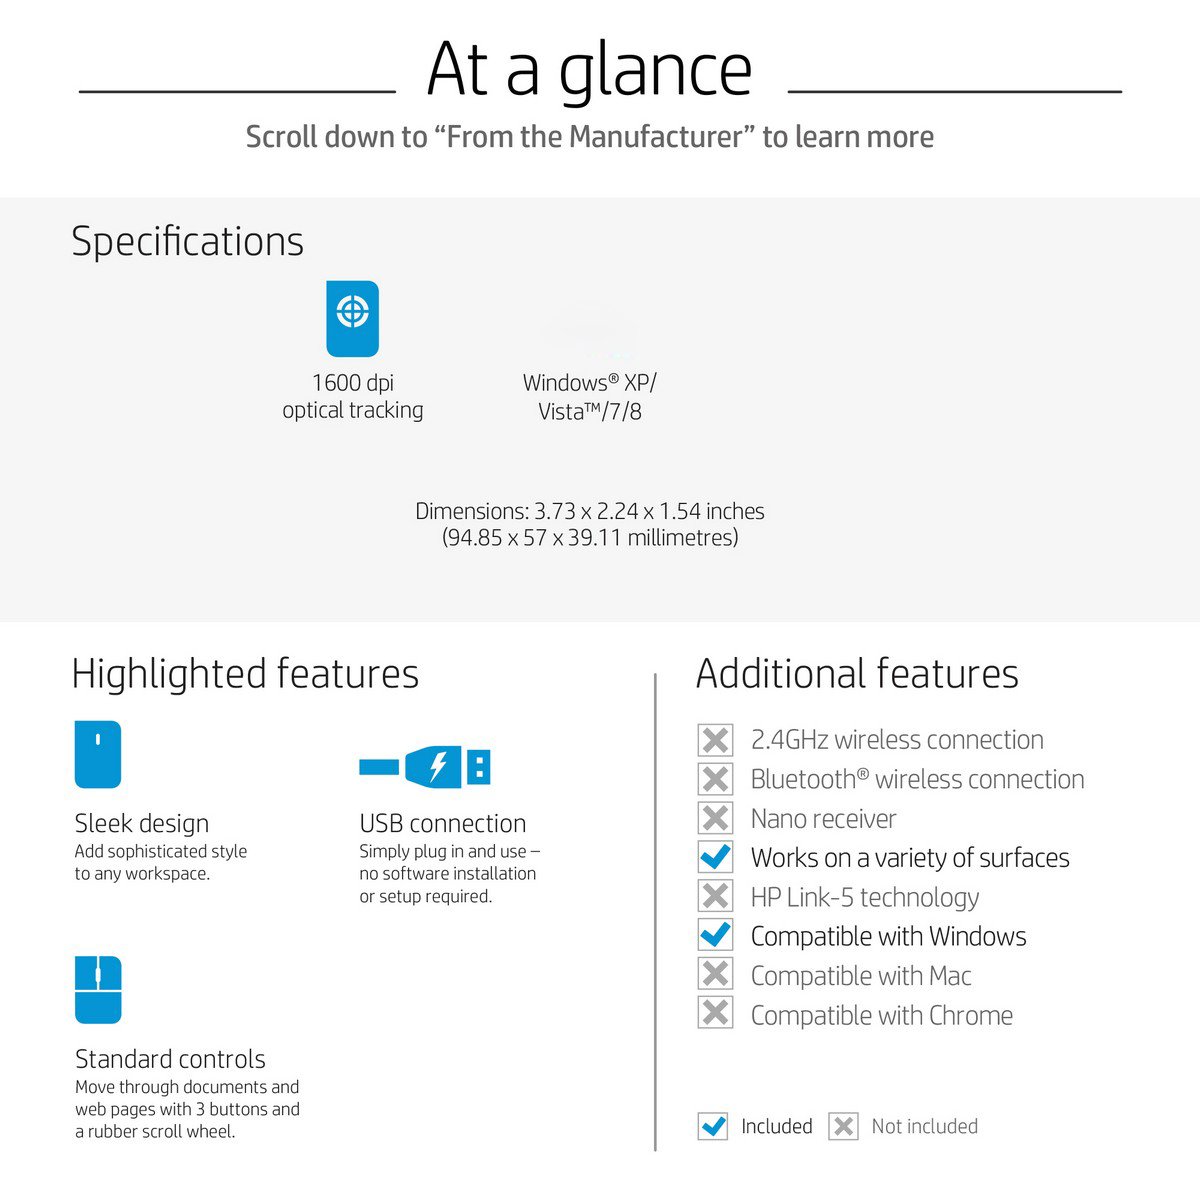 At a glance
Scroll down to “From the Manufacturer” to learn more
Specifications
1600 dpi
optical tracking
Windows® XP/
Vista™/7/8
Dimensions: 3.73 x 2.24 x 1.54 inches
(94.85 x 57 x 39.11 millimetres)
Highlighted features
Sleek design
Add sophisticated style
to any workspace.
USB connection
Simply plug in and use –
no software installation
or setup required.
Standard controls
Move through documents and
web pages with 3 buttons and
a rubber scroll wheel.
Additional features
2.4GHz wireless connection
Bluetooth® wireless connection
Nano receiver
Works on a variety of surfaces
HP Link-5 technology
Compatible with Windows
Compatible with Mac
Compatible with Chrome
Included
Not included